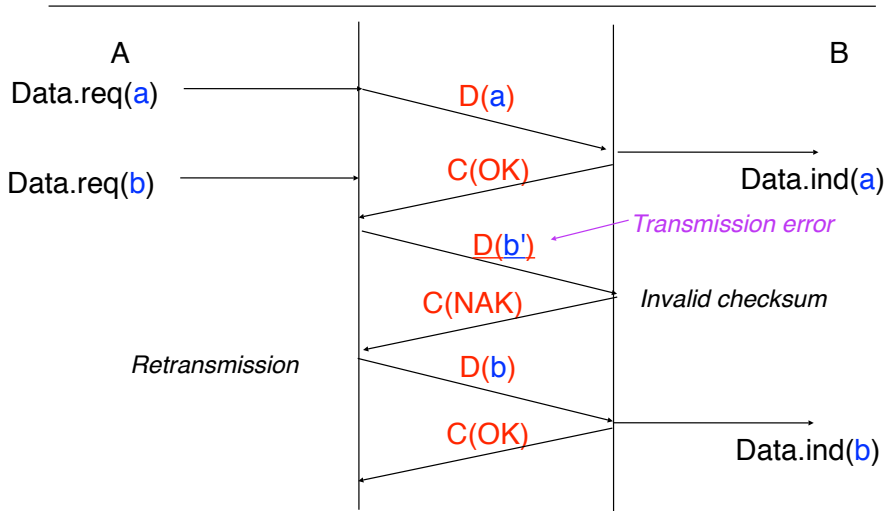 A
B
Data.req(a)
D(a)
C(OK)
Data.req(b)
Data.ind(a)
Transmission error
D(b')
Invalid checksum
C(NAK)
Retransmission
D(b)
C(OK)
Data.ind(b)